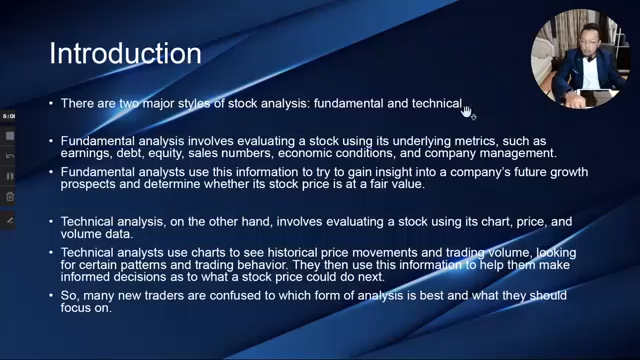 Introduction
• There are two major styles of stock analysis: fundamental and technical
• Fundamental analysis involves evaluating a stock using its underlying metrics, such as
earnings, debt, equity, sales numbers, economic conditions, and company management.
• Fundamental analysts use this information to try to gain insight into a company's future growth
prospects and determine whether its stock price is at a fair value.
• Technical analysis, on the other hand, involves evaluating a stock using its chart, price, and
volume data.
• Technical analysts use charts to see historical price movements and trading volume, looking
for certain patterns and trading behavior. They then use this information to help them make
informed decisions as to what a stock price could do next.
• So, many new traders are confused to which form of analysis is best and what they should
focus on.